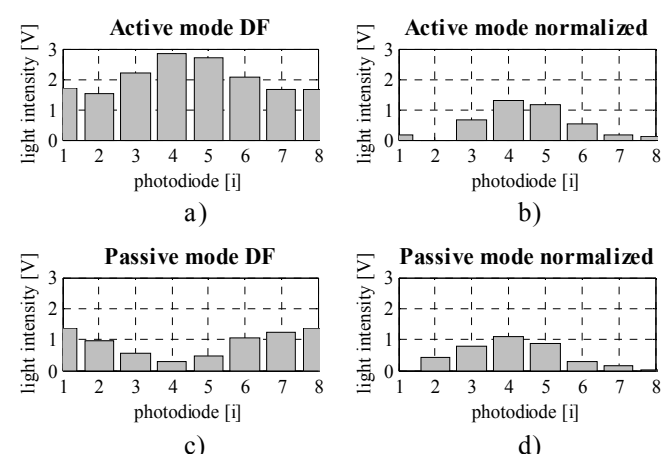 Active mode DF
light intensity [V]
3
2
1
0
1 2 3 4 5 6 7 8
photodiode [i]
a)
Active mode normalized
light intensity [V]
3
2
1
0
1 2 3 4 5 6 7 8
photodiode [i]
b)
Passive mode DF
light intensity [V]
3
2
1
0
1 2 3 4 5 6 7 8
photodiode [i]
c)
Passive mode normalized
light intensity [V]
3
2
1
0
1 2 3 4 5 6 7 8
photodiode [i]
d)